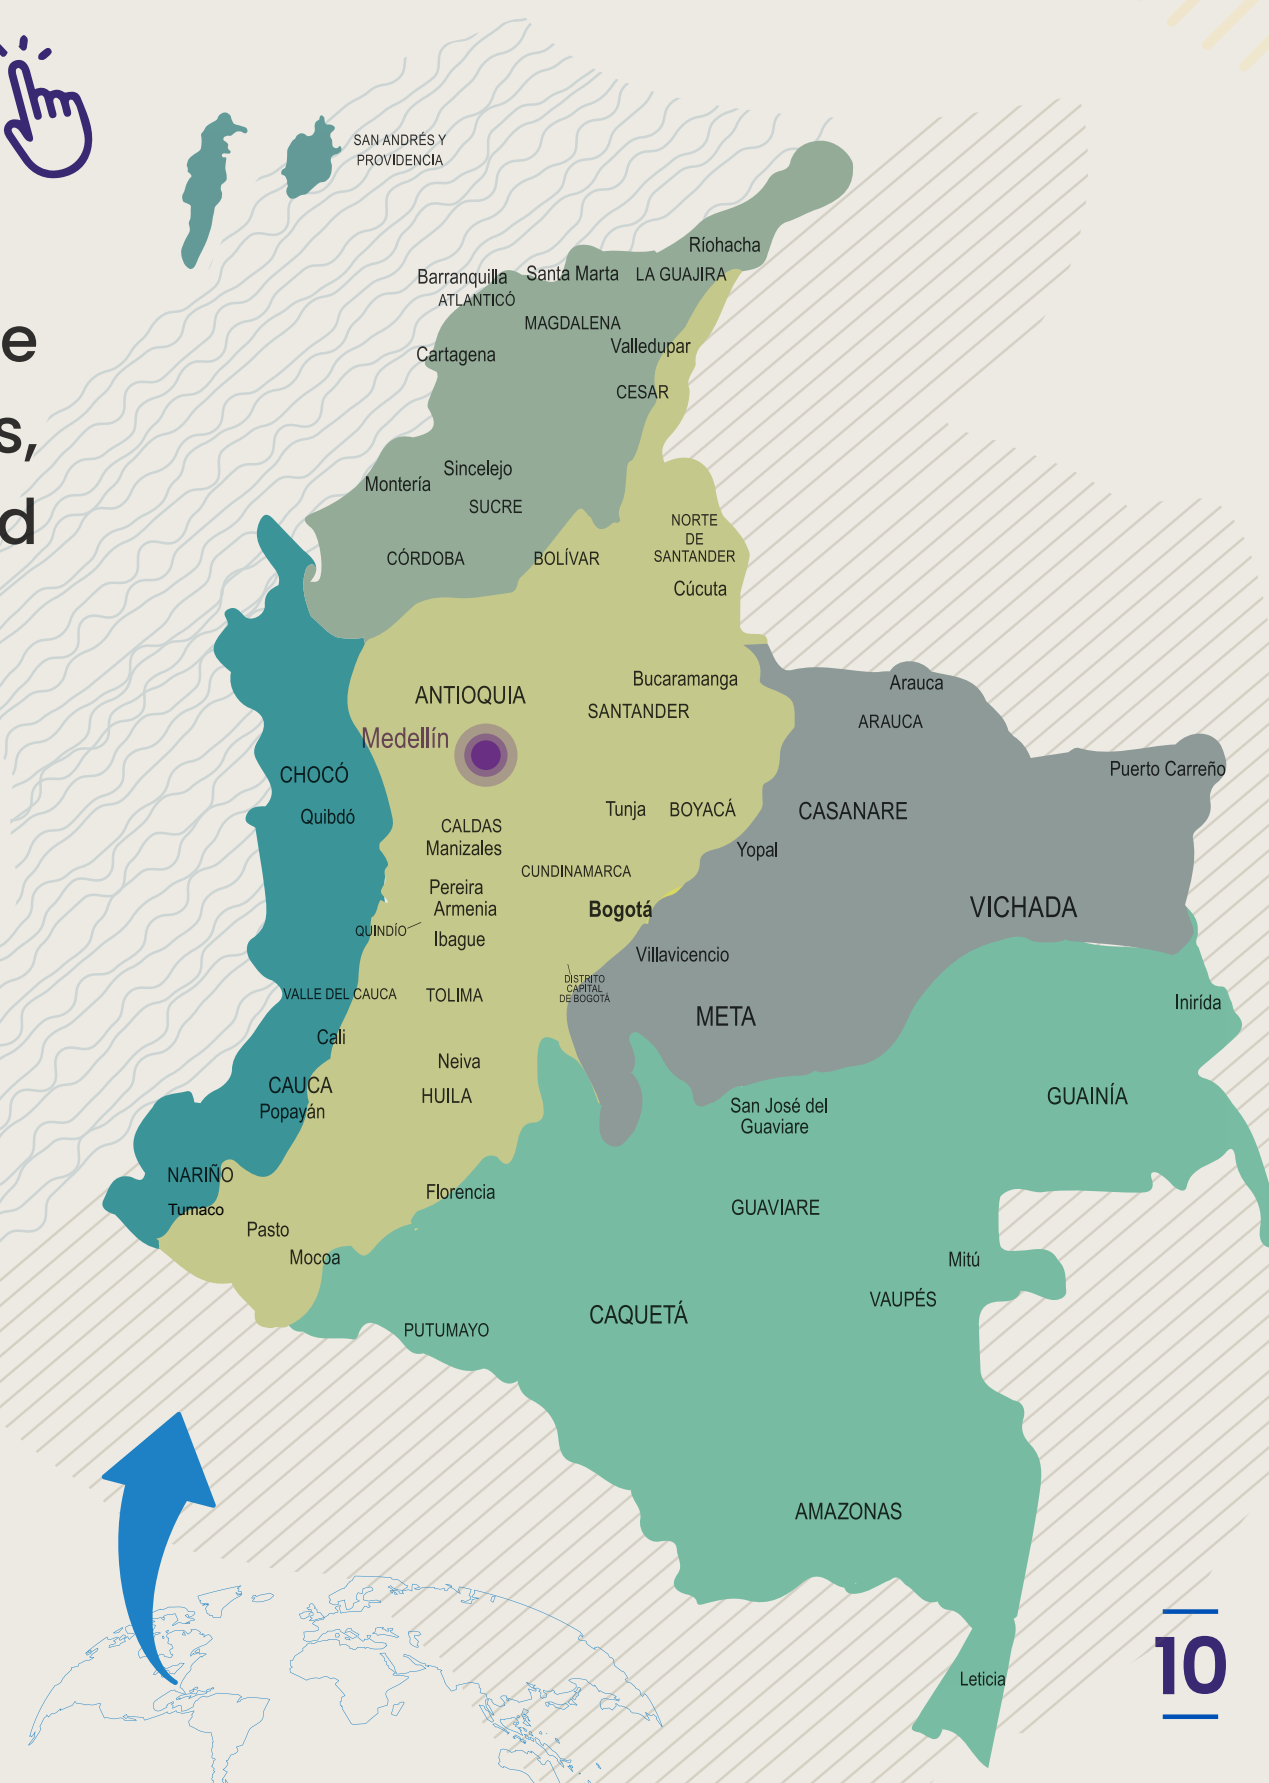 SAN ANDRÉS Y
PROVIDENCIA
Ríohacha
Barranquilla
Santa Marta
LA GUAJIRA
ATLANTICÓ
MAGDALENA
e
Valledupar
Cartagena
CESAR
s,
Sincelejo
Montería
SUCRE
d
NORTE
DE
SANTANDER
CÓRDOBA
BOLÍVAR
Cúcuta
Bucaramanga
Arauca
ANTIOQUIA
SANTANDER
ARAUCA
Medellín
Puerto Carreño
CHOCÓ
Quibdó
Tunja
BOYACÁ
CASANARE
CALDAS
Manizales
Yopal
CUNDINAMARCA
Pereira
Armenia
Bogotá
VICHADA
QUINDÍO
Ibague
Villavicencio
DISTRITO
CAPITAL
DE BOGOTÁ
VALLE DEL CAUCA
TOLIMA
Inirída
META
Cali
Neiva
CAUCA
HUILA
GUAINÍA
Popayán
San José del
Guaviare
NARIÑO
Florencia
Tumaco
GUAVIARE
Pasto
Mocoa
Mitú
VAUPÉS
CAQUETÁ
PUTUMAYO
AMAZONAS
10
Leticia